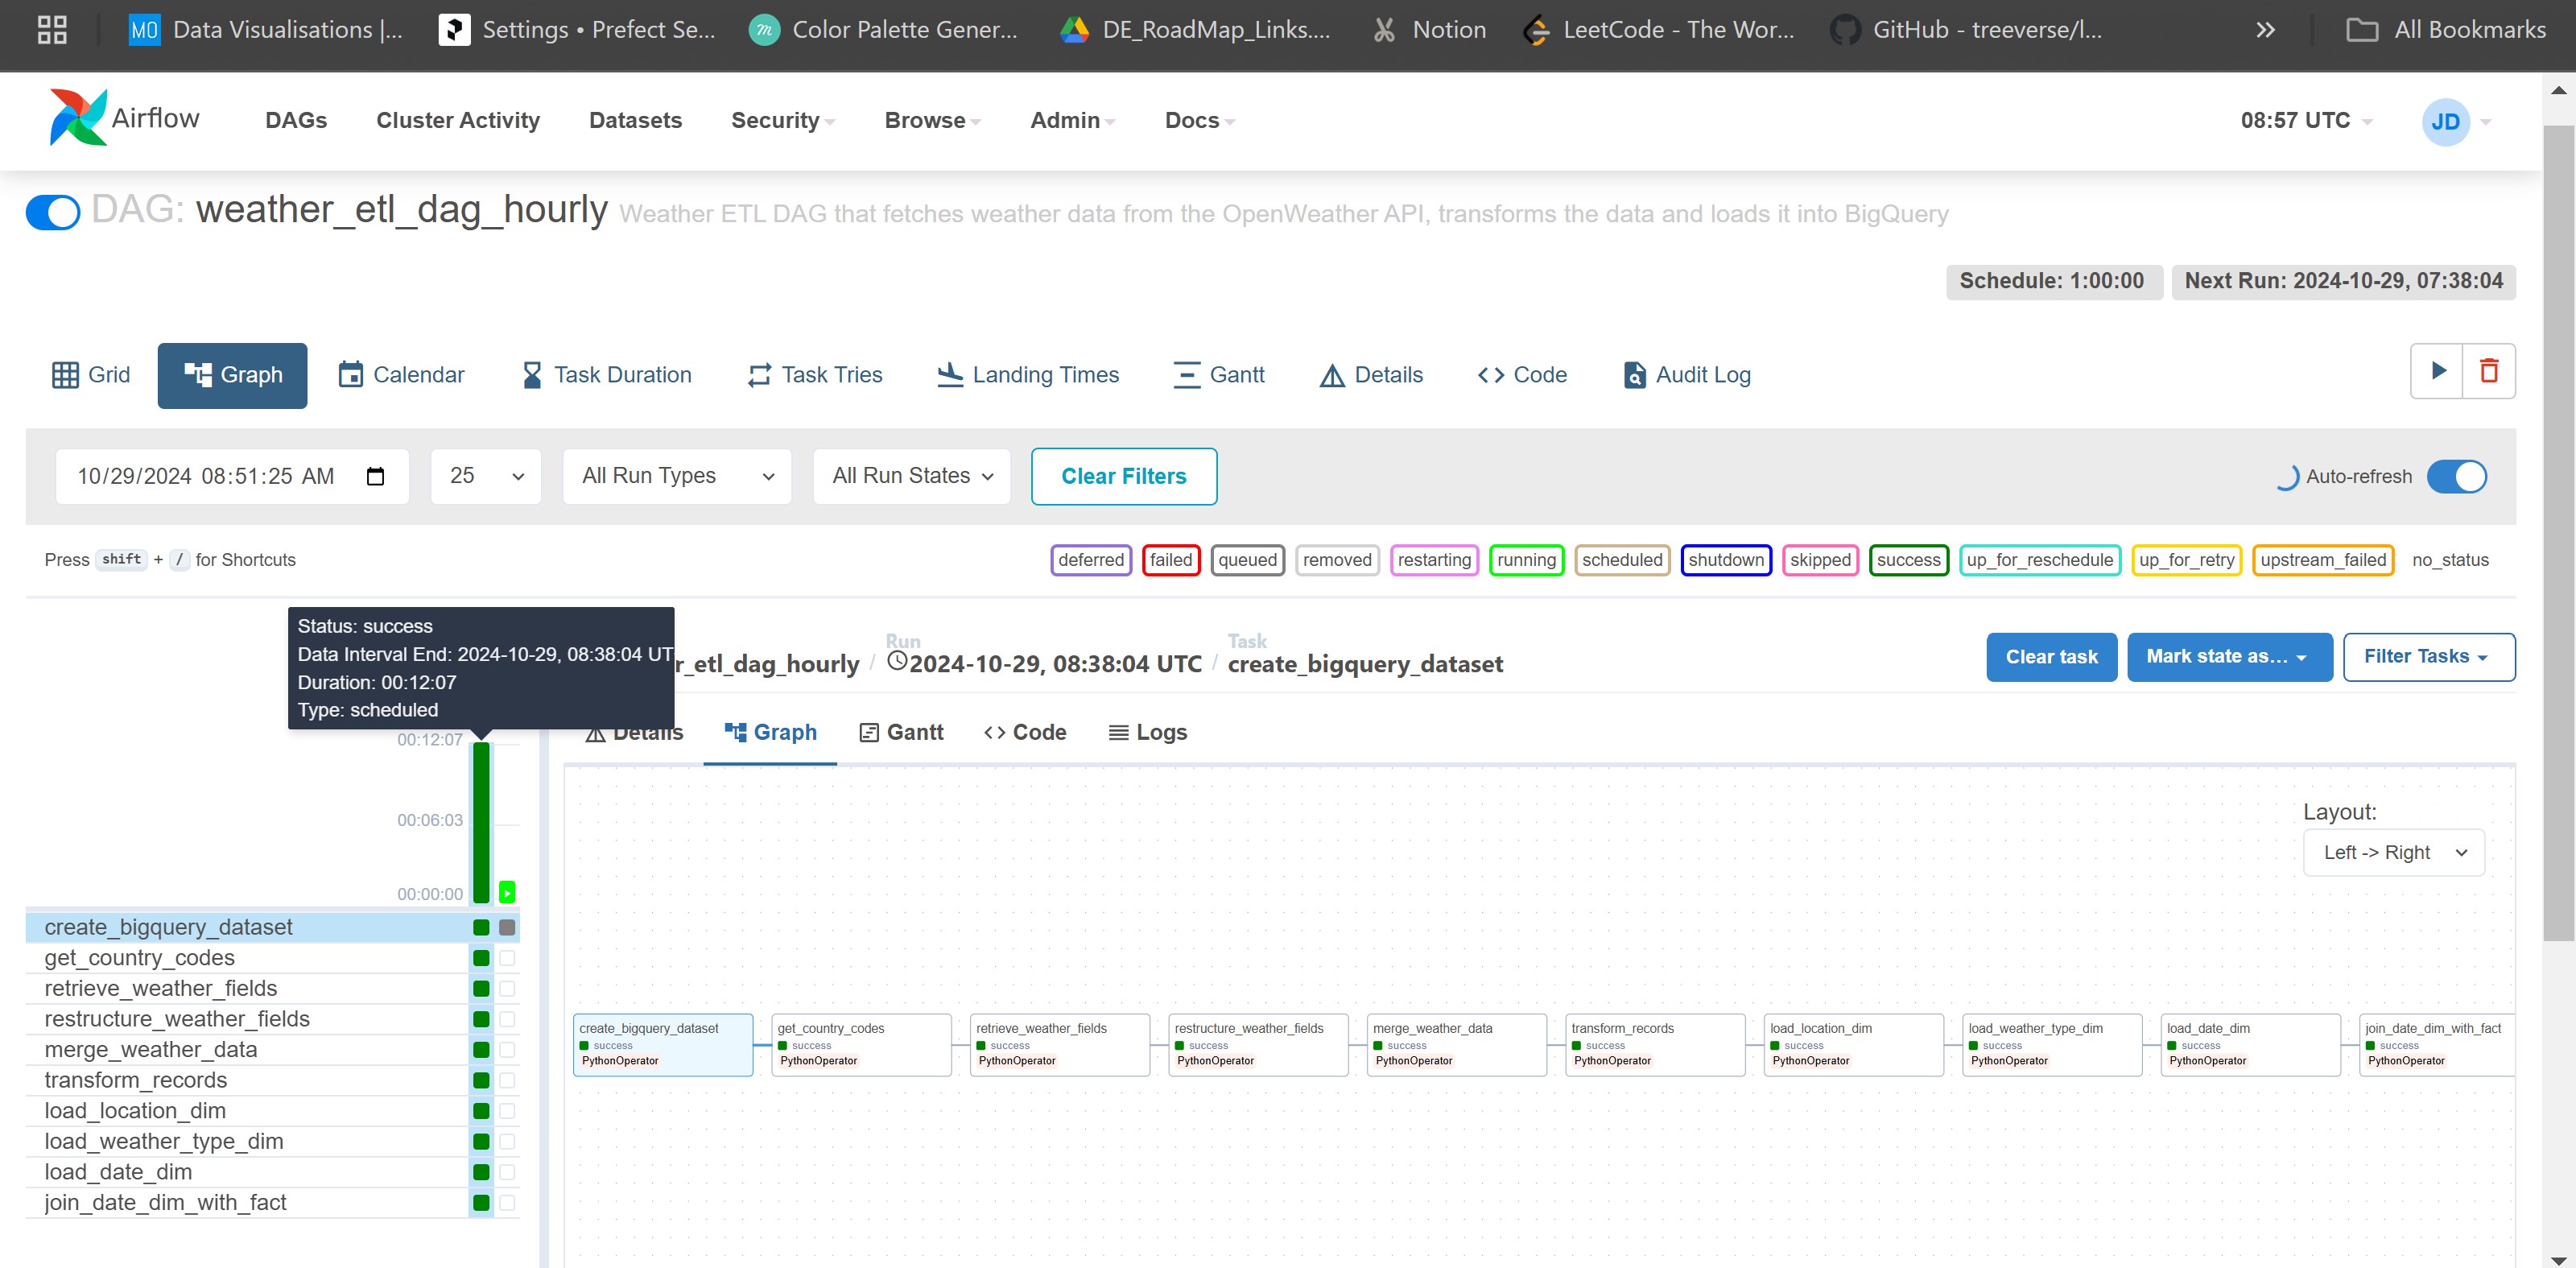 MO Data Visualisations |...
Settings • Prefect Se...
m Color Palette Gener...
DE_RoadMap_Links....
Notion
LeetCode - The Wor...
GitHub - treeverse/l...
All Bookmarks
Airflow
DAGs
Cluster Activity
Datasets
Security
Browse
Admin
Docs
08:57 UTC
JD
DAG: weather_etl_dag_hourly Weather ETL DAG that fetches weather data from the OpenWeather API, transforms the data and loads it into BigQuery
Schedule: 1:00:00
Next Run: 2024-10-29, 07:38:04
Grid
Graph
Calendar
Task Duration
Task Tries
Landing Times
Gantt
Details
<> Code
Audit Log
10/29/2024 08:51:25 AM
25
All Run Types
All Run States
Clear Filters
Auto-refresh
Press shift + / for Shortcuts
deferred
failed
queued
removed
restarting
running
scheduled
shutdown
skipped
success
up_for_reschedule
up_for_retry
upstream_failed
no_status
Status: success
Data Interval End: 2024-10-29, 08:38:04 UT
Duration: 00:12:07
Type: scheduled
r_etl_dag_hourly
/
Run
2024-10-29, 08:38:04 UTC
/
Task
create_bigquery_dataset
Clear task
Mark state as...
Filter Tasks
Details
Graph
Gantt
<> Code
Logs
00:12:07
00:06:03
00:00:00
create_bigquery_dataset
get_country_codes
retrieve_weather_fields
restructure_weather_fields
merge_weather_data
transform_records
load_location_dim
load_weather_type_dim
load_date_dim
join_date_dim_with_fact
Layout:
Left -> Right
create_bigquery_dataset
success
PythonOperator
get_country_codes
success
PythonOperator
retrieve_weather_fields
success
PythonOperator
restructure_weather_fields
success
PythonOperator
merge_weather_data
success
PythonOperator
transform_records
success
PythonOperator
load_location_dim
success
PythonOperator
load_weather_type_dim
success
PythonOperator
load_date_dim
success
PythonOperator
join_date_dim_with_fact
success
PythonOperator